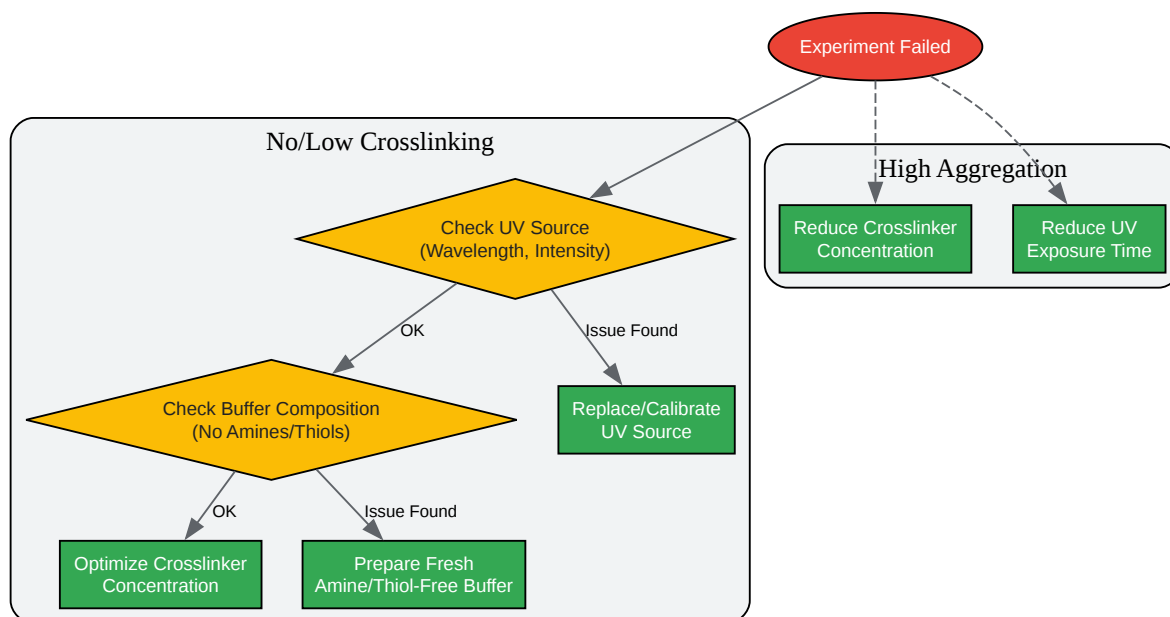 Experiment Failed
No/Low Crosslinking
High Aggregation
Check UV Source
(Wavelength, Intensity)
Reduce Crosslinker
Concentration
Reduce UV
Exposure Time
OK
Issue Found
Check Buffer Composition
(No Amines/Thiols)
Replace/Calibrate
UV Source
OK
Issue Found
Optimize Crosslinker
Concentration
Prepare Fresh
Amine/Thiol-Free Buffer